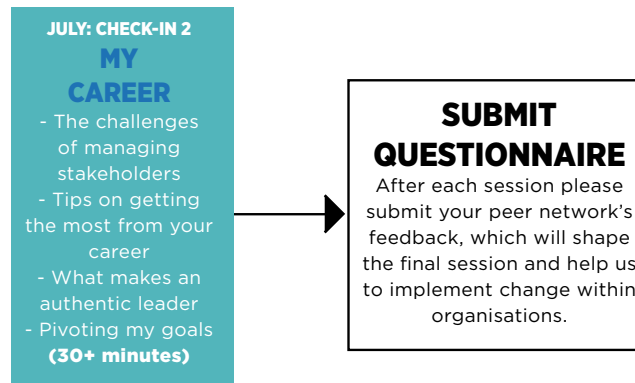 JULY: CHECK-IN 2
MY
CAREER
- The challenges
of managing
stakeholders
- Tips on getting
the most from your
career
- What makes an
authentic leader
- Pivoting my goals
(30+ minutes)
SUBMIT
QUESTIONNAIRE
After each session please
submit your peer network's
feedback, which will shape
the final session and help us
to implement change within
organisations.